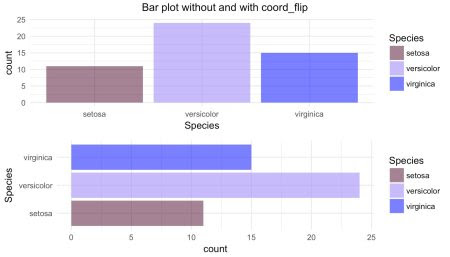 Bar plot without and with coord_flip
25
20
15
10
5
0
count
setosa
versicolor
virginica
Species
Species
setosa
versicolor
virginica
Species
virginica
versicolor
setosa
0
5
10
15
20
25
count
Species
setosa
versicolor
virginica